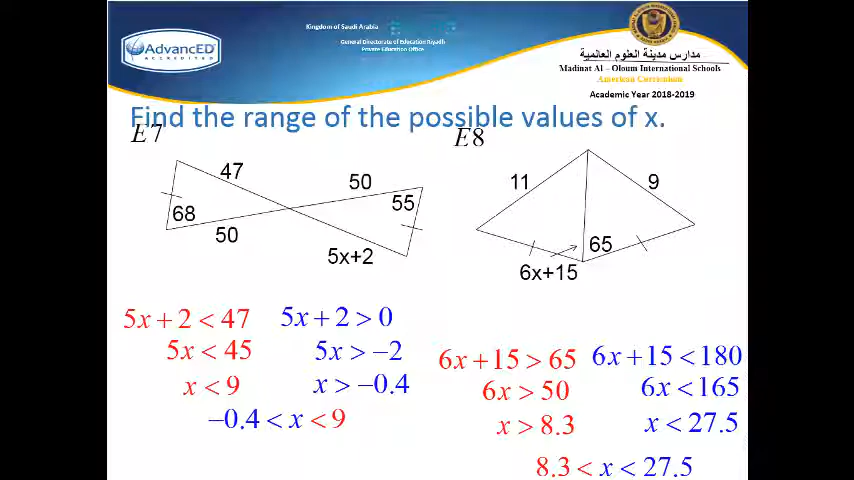 Kingdom of Saudi Arabia
General Directorate of Education Riyadh
Private Education Office
AdvancED
ACCREDITED
مدارس مدينة العلوم العالمية
Madinat Al – Oloum International Schools
American Curriculum
Academic Year 2018-2019
Find the range of the possible values of x.
E7
47
50
68
55
50
5x+2
E8
11
9
65
6x+15
5x + 2 < 47
5x < 45
x < 9
5x + 2 > 0
5x > −2
x > −0.4
−0.4 < x < 9
6x + 15 > 65
6x > 50
x > 8.3
6x + 15 < 180
6x < 165
x < 27.5
8.3 < x < 27.5